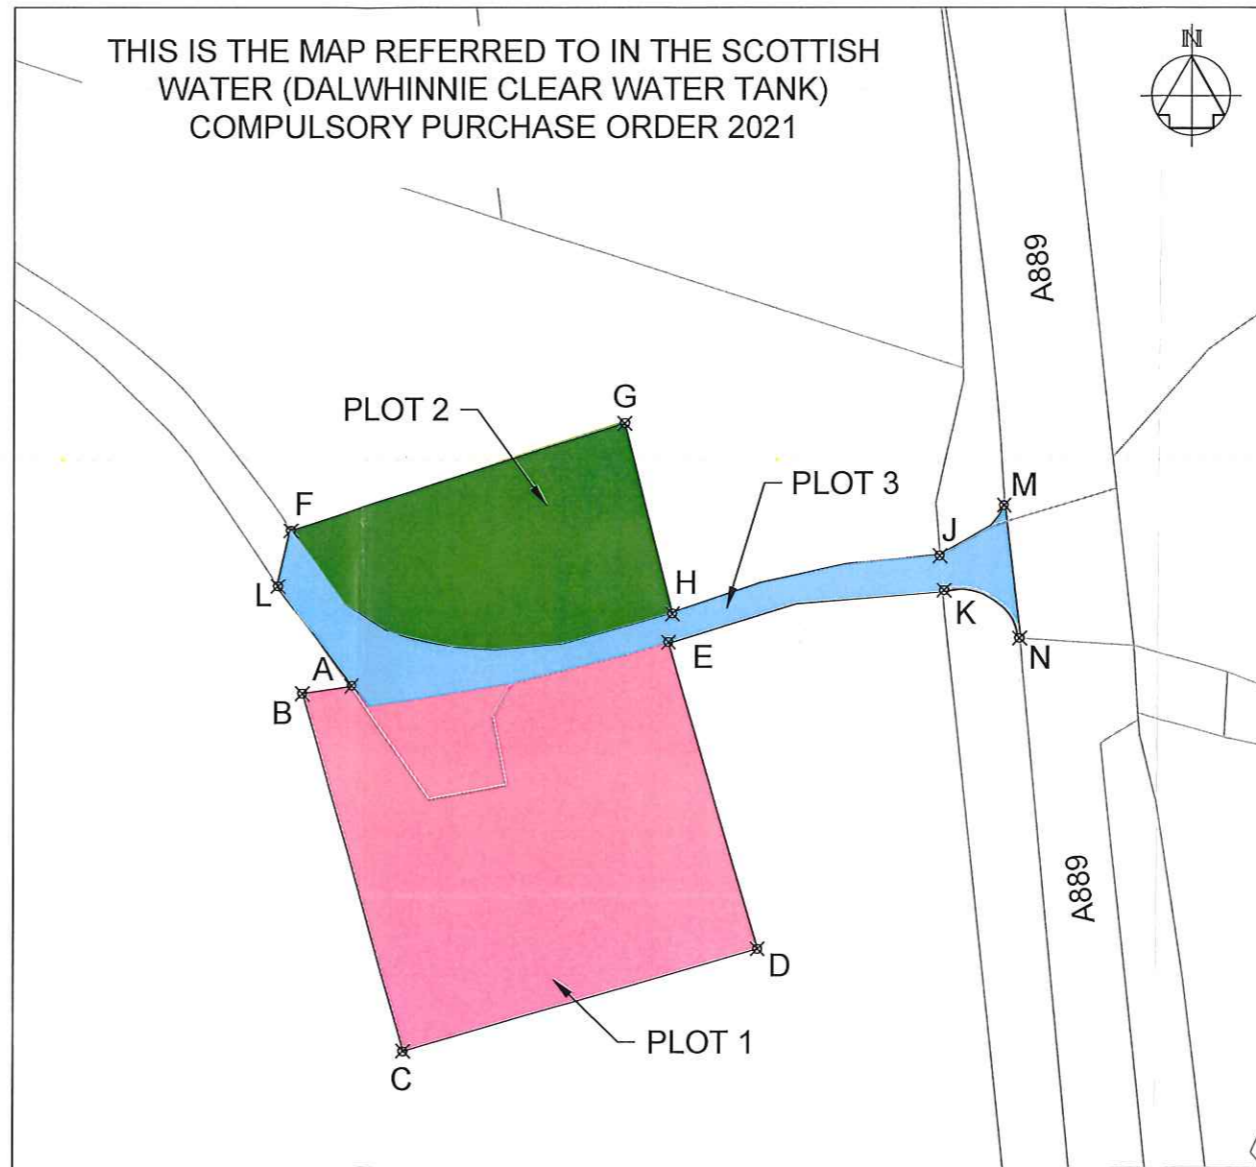 THIS IS THE MAP REFERRED TO IN THE SCOTTISH
WATER (DALWHINNIE CLEAR WATER TANK)
COMPULSORY PURCHASE ORDER 2021
N
A889
G
PLOT 2
PLOT 3
M
F
J
H
L
K
E
N
A
B
A889
D
PLOT 1
C